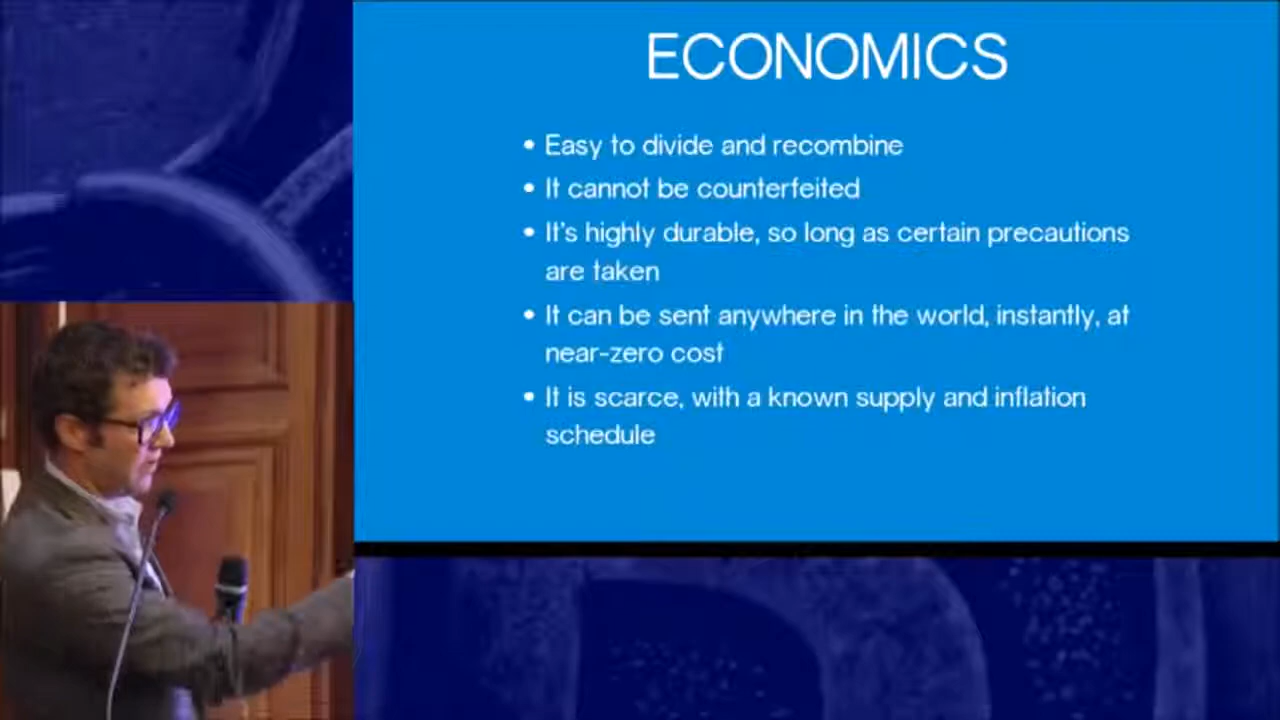 ECONOMICS
• Easy to divide and recombine
• It cannot be counterfeited
• It's highly durable, so long as certain precautions
are taken
• It can be sent anywhere in the world, instantly, at
near-zero cost
• It is scarce, with a known supply and inflation
schedule